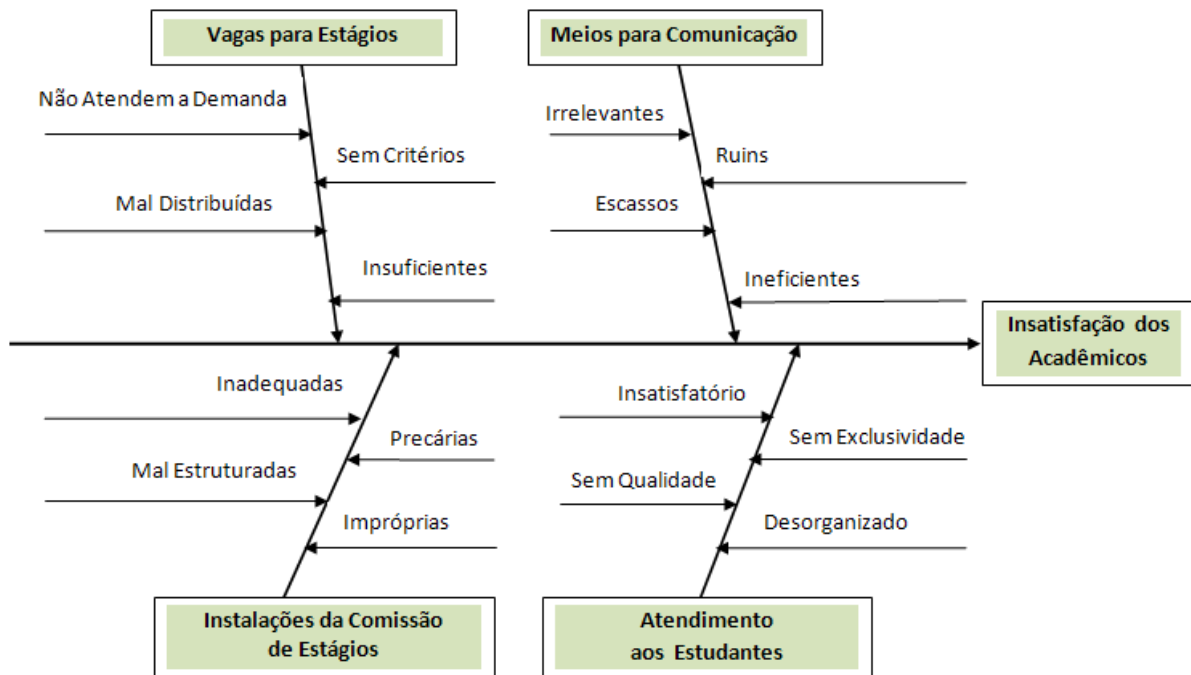 Vagas para Estágios
Meios para Comunicação
Não Atendem a Demanda
Sem Critérios
Mal Distribuídas
Insuficientes
Irrelevantes
Ruins
Escassos
Ineficientes
Insatisfação dos
Acadêmicos
Inadequadas
Precárias
Mal Estruturadas
Impróprias
Insatisfatório
Sem Exclusividade
Sem Qualidade
Desorganizado
Instalações da Comissão
de Estágios
Atendimento
aos Estudantes